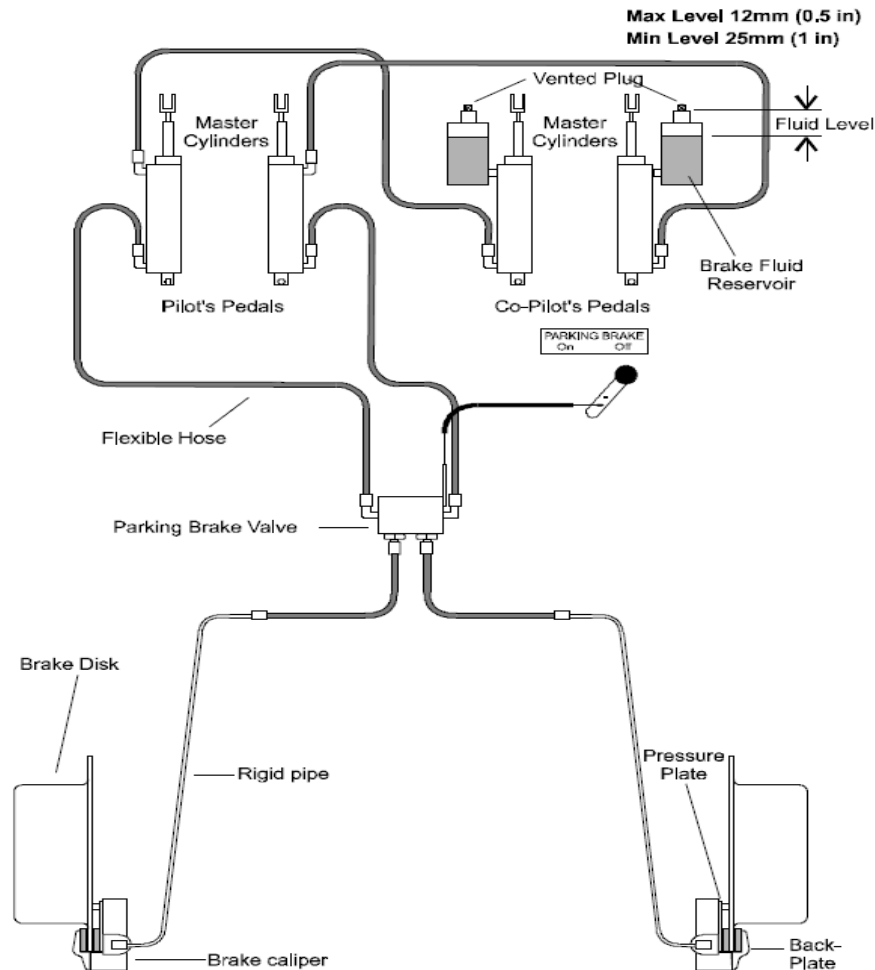 Max Level 12mm (0.5 in)
Min Level 25mm (1 in)
Vented Plug
Master
Cylinders
Master
Cylinders
Fluid Level
Brake Fluid
Reservoir
Pilot's Pedals
Co-Pilot's Pedals
PARKING BRAKE
On Off
Flexible Hose
Parking Brake Valve
Brake Disk
Rigid pipe
Pressure
Plate
Brake caliper
Back-
Plate